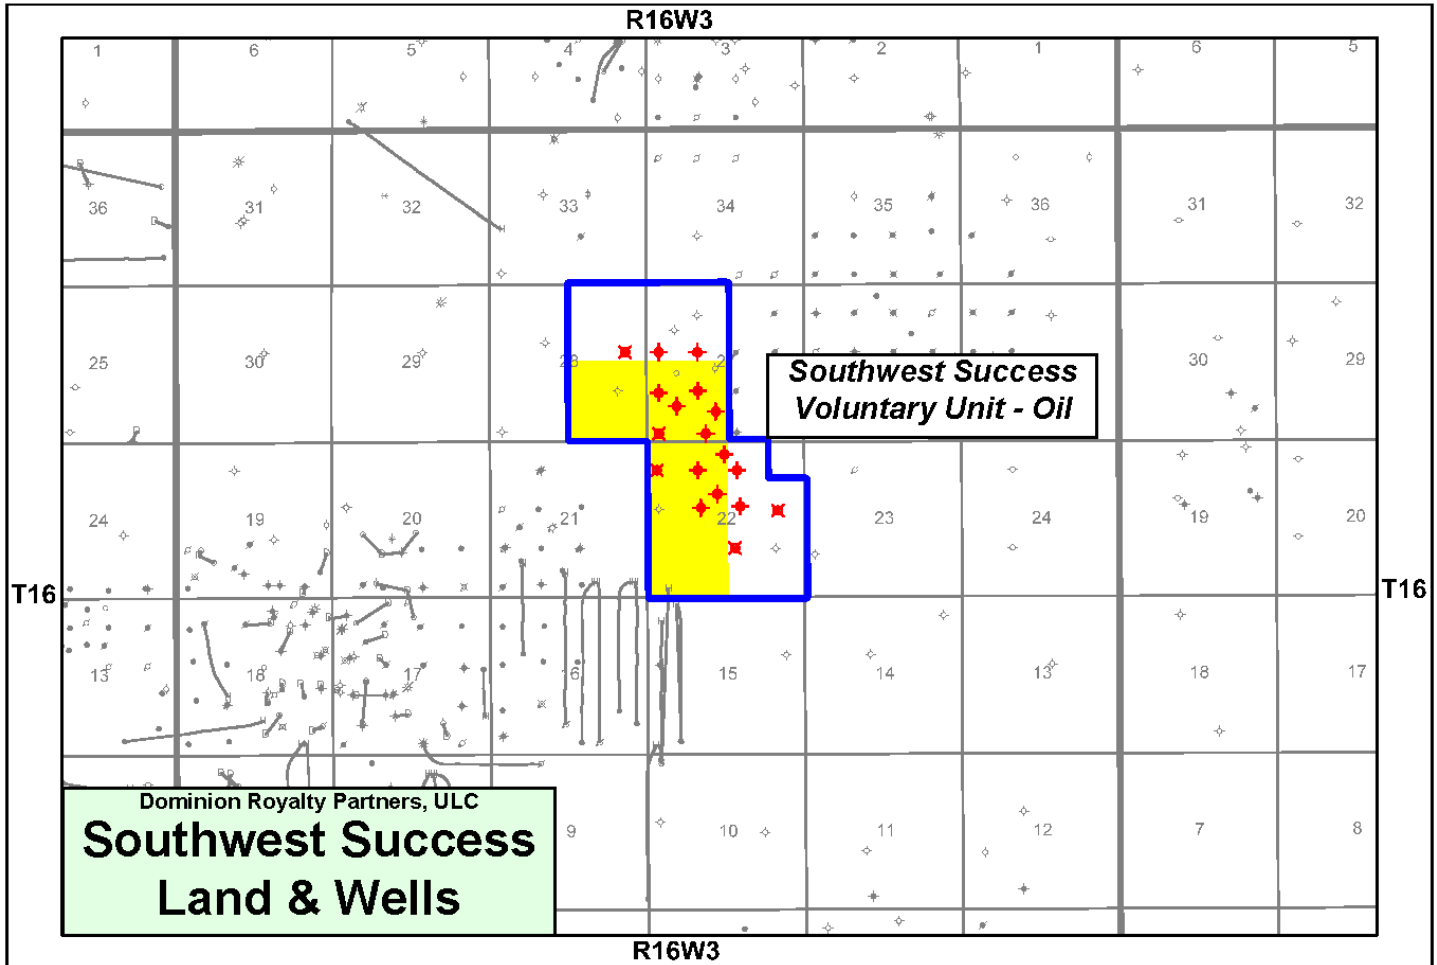 R16W3
1 6 5 4 3 2 1 6 5
36 31 32 33 34 35 36 31 32
25 30 29 28 27 30 29
Southwest Success
Voluntary Unit - Oil
24 19 20 21 22 23 24 19 20
T16 T16
13 18 17 16 15 14 13 18 17
Dominion Royalty Partners, ULC
Southwest Success
Land & Wells
9 10 11 12 7 8
R16W3